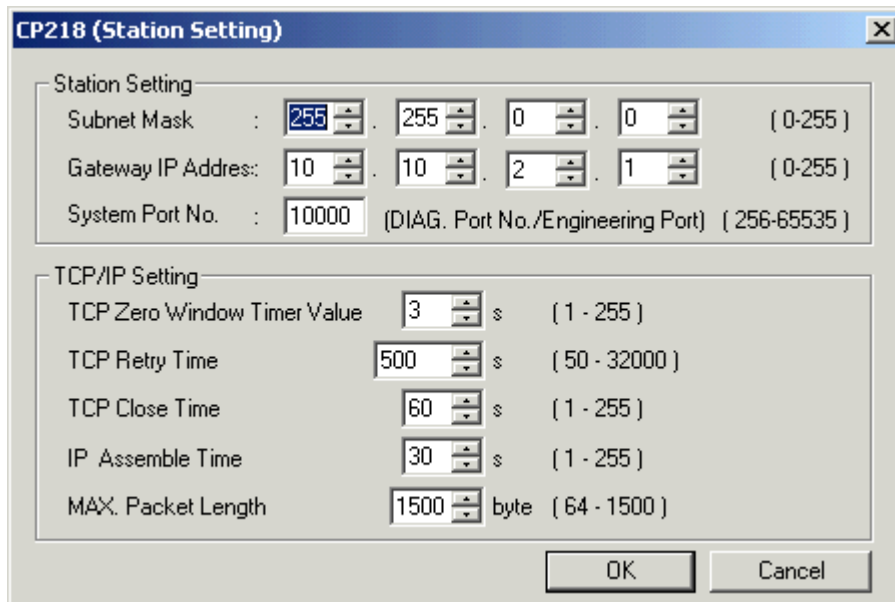 CP218 (Station Setting)
Station Setting
Subnet Mask : 255 . 255 . 0 . 0 ( 0-255 )
Gateway IP Addres: 10 . 10 . 2 . 1 ( 0-255 )
System Port No. : 10000 (DIAG. Port No./Engineering Port) ( 256-65535 )
TCP/IP Setting
TCP Zero Window Timer Value 3 s ( 1 - 255 )
TCP Retry Time 500 s ( 50 - 32000 )
TCP Close Time 60 s ( 1 - 255 )
IP Assemble Time 30 s ( 1 - 255 )
MAX. Packet Length 1500 byte ( 64 - 1500 )
OK Cancel